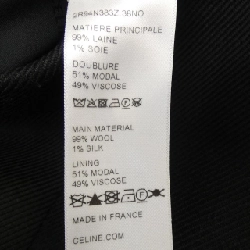 MATIERE PRINCIPALE
99% LAINE
1% SOIE
DOUBLURE
51% MODAL
49% VISCOSE
MAIN MATERIAL
99% WOOL
1% SILK
LINING
51% MODAL
49% VISCOSE
MADE IN FRANCE
CELINE.COM